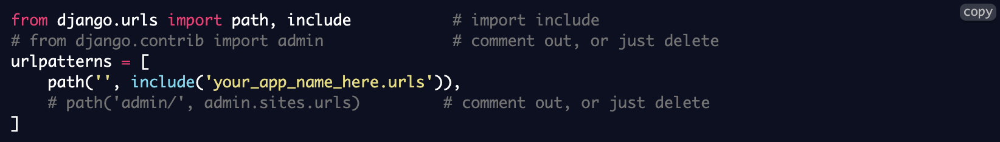 copy
from django.urls import path, include           # import include
# from django.contrib import admin              # comment out, or just delete
urlpatterns = [
    path('', include('your_app_name_here.urls')),
    # path('admin/', admin.sites.urls)         # comment out, or just delete
]